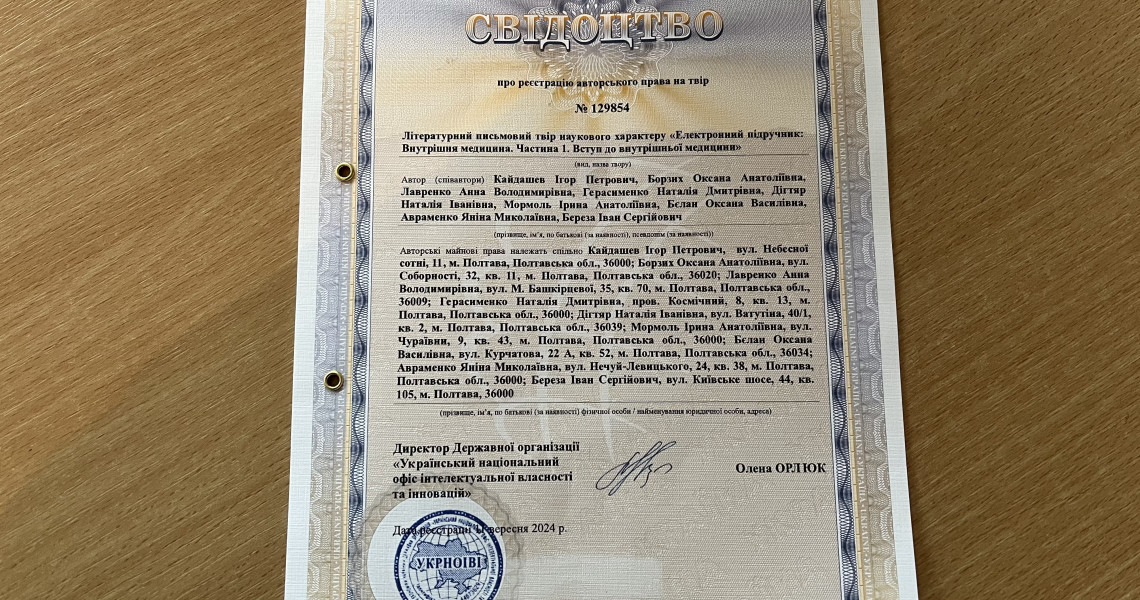 СВІДОЦТВО
про реєстрацію авторського права на твір
№ 129854
Літературний письмовий твір наукового характеру «Електронний підручник:
Внутрішня медицина. Частина 1. Вступ до внутрішньої медицини»
(вид, назва твору)
Автор (співавтори) Кайдашев Ігор Петрович, Борзих Оксана Анатоліївна,
Лавренко Анна Володимирівна, Герасименко Наталія Дмитрівна, Дігтяр
Наталія Іванівна, Мормоль Ірина Анатоліївна, Бєлан Оксана Василівна,
Авраменко Яніна Миколаївна, Береза Іван Сергійович
(прізвище, ім’я, по батькові (за наявності), псевдонім (за наявності))
Авторські майнові права належать спільно Кайдашев Ігор Петрович, вул. Небесної
сотні, 11, м. Полтава, Полтавська обл., 36000; Борзих Оксана Анатоліївна, вул.
Соборності, 32, кв. 11, м. Полтава, Полтавська обл., 36020; Лавренко Анна
Володимирівна, вул. М. Башкірцевої, 35, кв. 70, м. Полтава, Полтавська обл.,
36009; Герасименко Наталія Дмитрівна, пров. Космічний, 8, кв. 13, м.
Полтава, Полтавська обл., 36000; Дігтяр Наталія Іванівна, вул. Ватутіна, 40/1,
кв. 2, м. Полтава, Полтавська обл., 36039; Мормоль Ірина Анатоліївна, вул.
Чураївни, 9, кв. 43, м. Полтава, Полтавська обл., 36000; Бєлан Оксана
Василівна, вул. Курчатова, 22 А, кв. 52, м. Полтава, Полтавська обл., 36034;
Авраменко Яніна Миколаївна, вул. Нечуй-Левицького, 24, кв. 38, м. Полтава,
Полтавська обл., 36000; Береза Іван Сергійович, вул. Київське шосе, 44, кв.
105, м. Полтава, 36000
(прізвище, ім’я, по батькові (за наявності) фізичної особи / найменування юридичної особи, адреса)
Директор Державної організації
«Український національний
офіс інтелектуальної власності
та інновацій»
Олена ОРЛЮК
Дата реєстрації 11 вересня 2024 р.
УКРНОІВІ